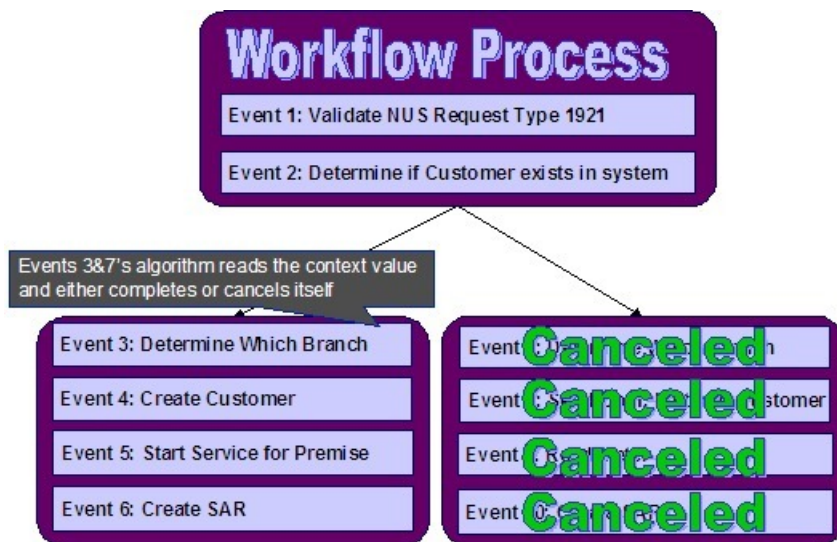 Workflow Process
Event 1: Validate NUS Request Type 1921
Event 2: Determine if Customer exists in system
Events 3&7's algorithm reads the context value
and either completes or cancels itself
Event 3: Determine Which Branch
Event 4: Create Customer
Event 5: Start Service for Premise
Event 6: Create SAR
Event Canceled
Event Canceled
Event Canceled
Event Canceled